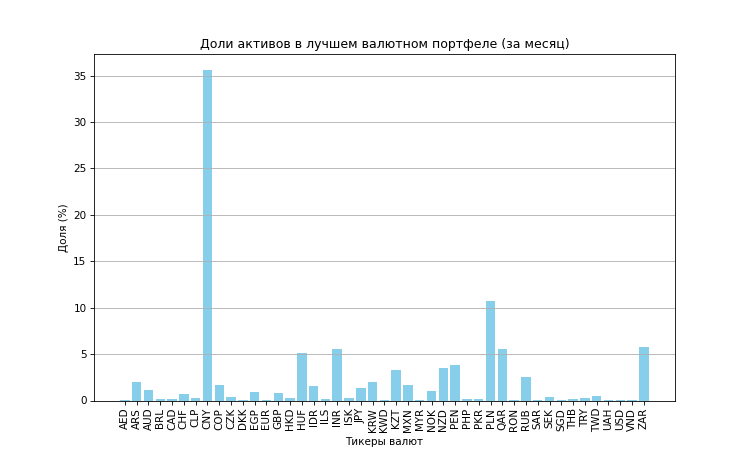 Доли активов в лучшем валютном портфеле (за месяц)
Доля (%)
35
30
25
20
15
10
5
0
AED ARS AUD BRL CAD CHF CLP CNY COP CZK DKK EGP EUR GBP HKD HUF IDR ILS INR ISK JPY KRW KWD KZT MXN MYR NOK NZD PEN PHP PKR PLN QAR RON RUB SAR SEK SGD THB TRY TWD UAH USD VND ZAR
Тикеры валют